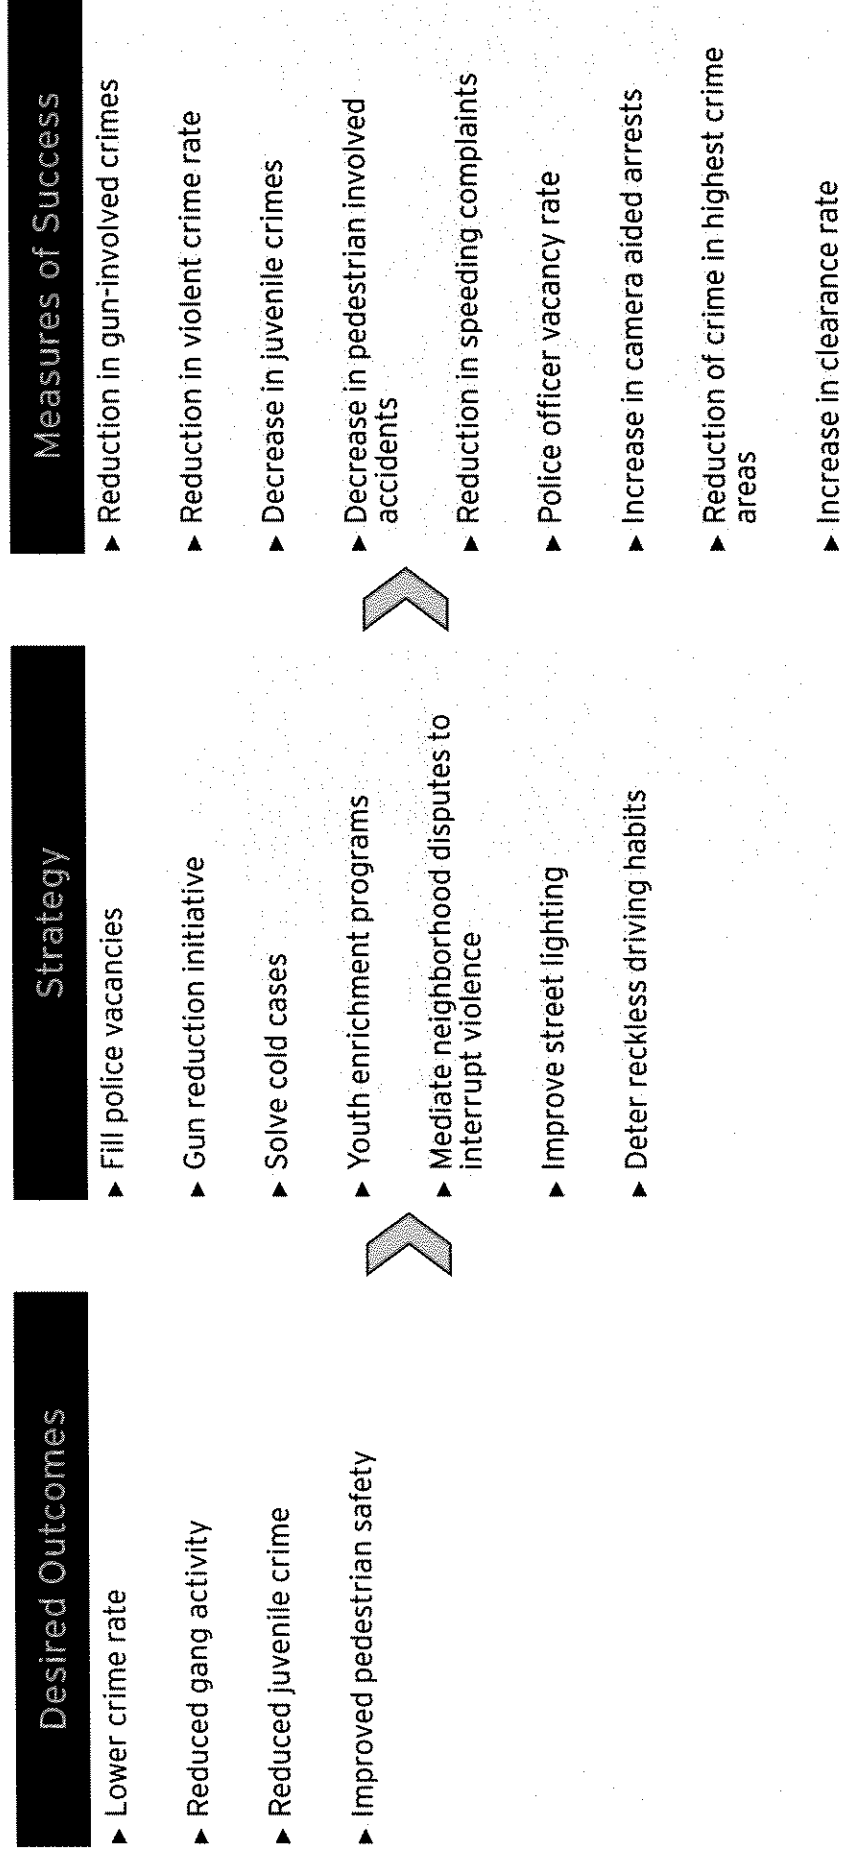 Desired Outcomes
▶ Lower crime rate
▶ Reduced gang activity
▶ Reduced juvenile crime
▶ Improved pedestrian safety
Strategy
▶ Fill police vacancies
▶ Gun reduction initiative
▶ Solve cold cases
▶ Youth enrichment programs
▶ Mediate neighborhood disputes to
interrupt violence
▶ Improve street lighting
▶ Deter reckless driving habits
Measures of Success
▶ Reduction in gun-involved crimes
▶ Reduction in violent crime rate
▶ Decrease in juvenile crimes
▶ Decrease in pedestrian involved
accidents
▶ Reduction in speeding complaints
▶ Police officer vacancy rate
▶ Increase in camera aided arrests
▶ Reduction of crime in highest crime
areas
▶ Increase in clearance rate